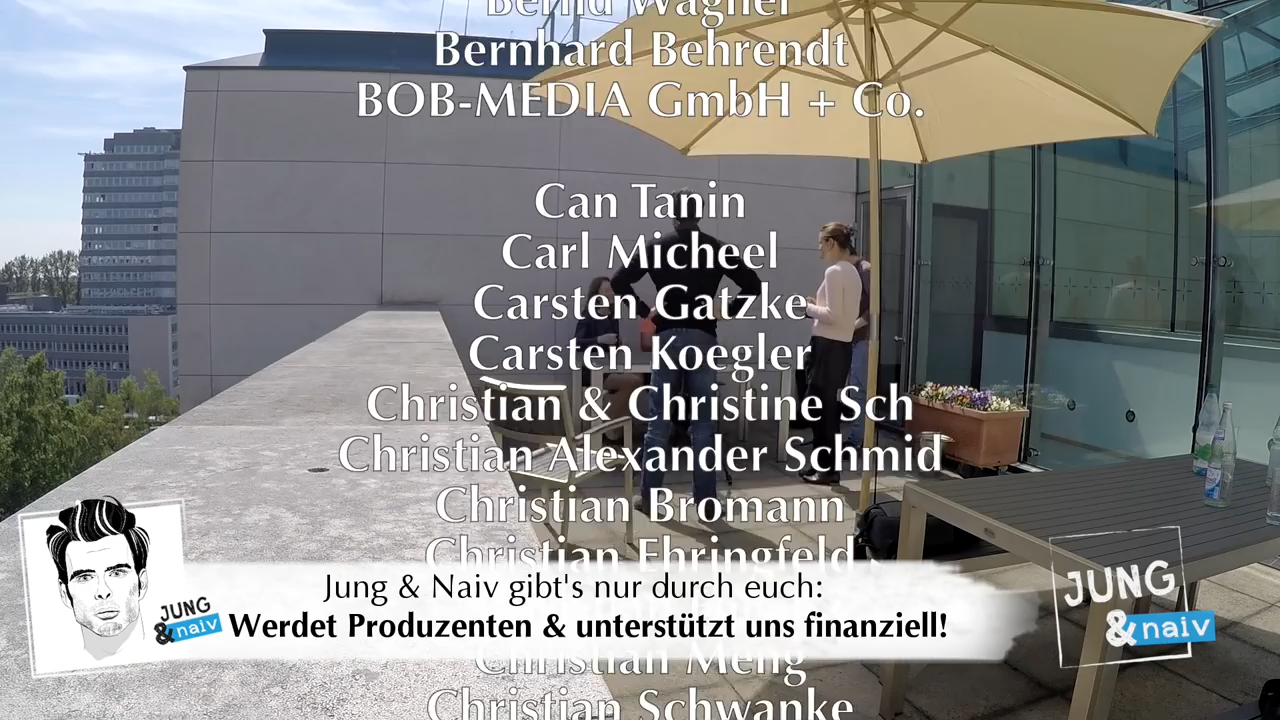 Bernd Wagner
Bernhard Behrendt
BOB-MEDIA GmbH + Co.
Can Tanin
Carl Micheel
Carsten Gatzke
Carsten Koegler
Christian & Christine Sch
Christian Alexander Schmid
Christian Bromann
Christian Ehringfeld
Jung & Naiv gibt's nur durch euch:
Werdet Produzenten & unterstützt uns finanziell!
JUNG
& naiv
JUNG
& naiv
Christian Meng
Christian Schwanke